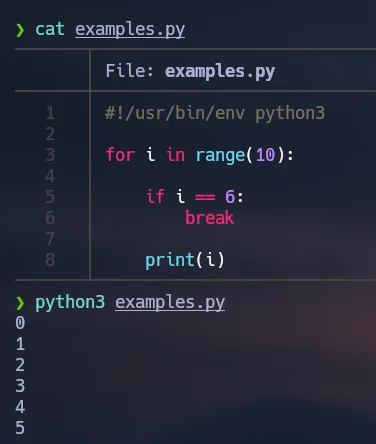 ❯ cat examples.py
File: examples.py
1 #!/usr/bin/env python3
2
3 for i in range(10):
4
5     if i == 6:
6         break
7
8     print(i)
❯ python3 examples.py
0
1
2
3
4
5